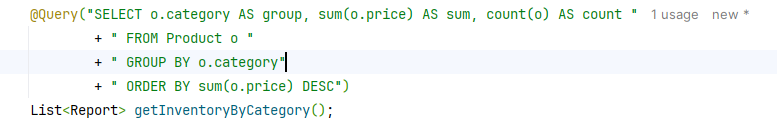 @Query("SELECT o.category AS group, sum(o.price) AS sum, count(o) AS count " 1 usage new *
+ " FROM Product o "
+ " GROUP BY o.category"
+ " ORDER BY sum(o.price) DESC")
List<Report> getInventoryByCategory();